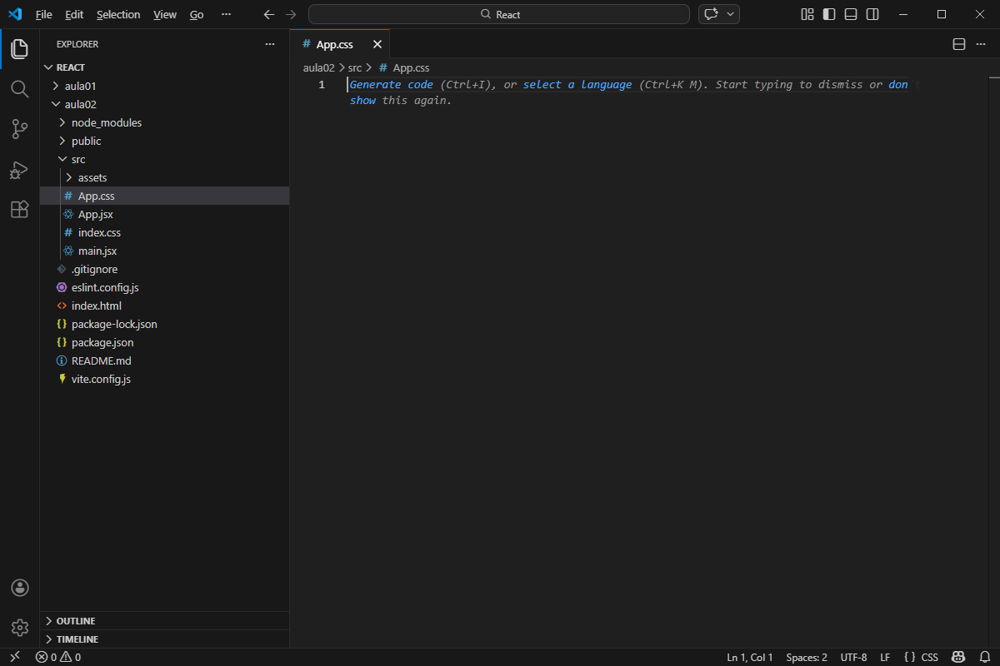 File Edit Selection View Go ··· React
EXPLORER ···
REACT
aula01
aula02
node_modules
public
src
assets
# App.css
App.jsx
# index.css
main.jsx
.gitignore
eslint.config.js
<> index.html
{} package-lock.json
{} package.json
README.md
vite.config.js
OUTLINE
TIMELINE
# App.css
aula02 > src > # App.css
1 Generate code (Ctrl+I), or select a language (Ctrl+K M). Start typing to dismiss or don't
show this again.
0 0 Ln 1, Col 1 Spaces: 2 UTF-8 LF {} CSS